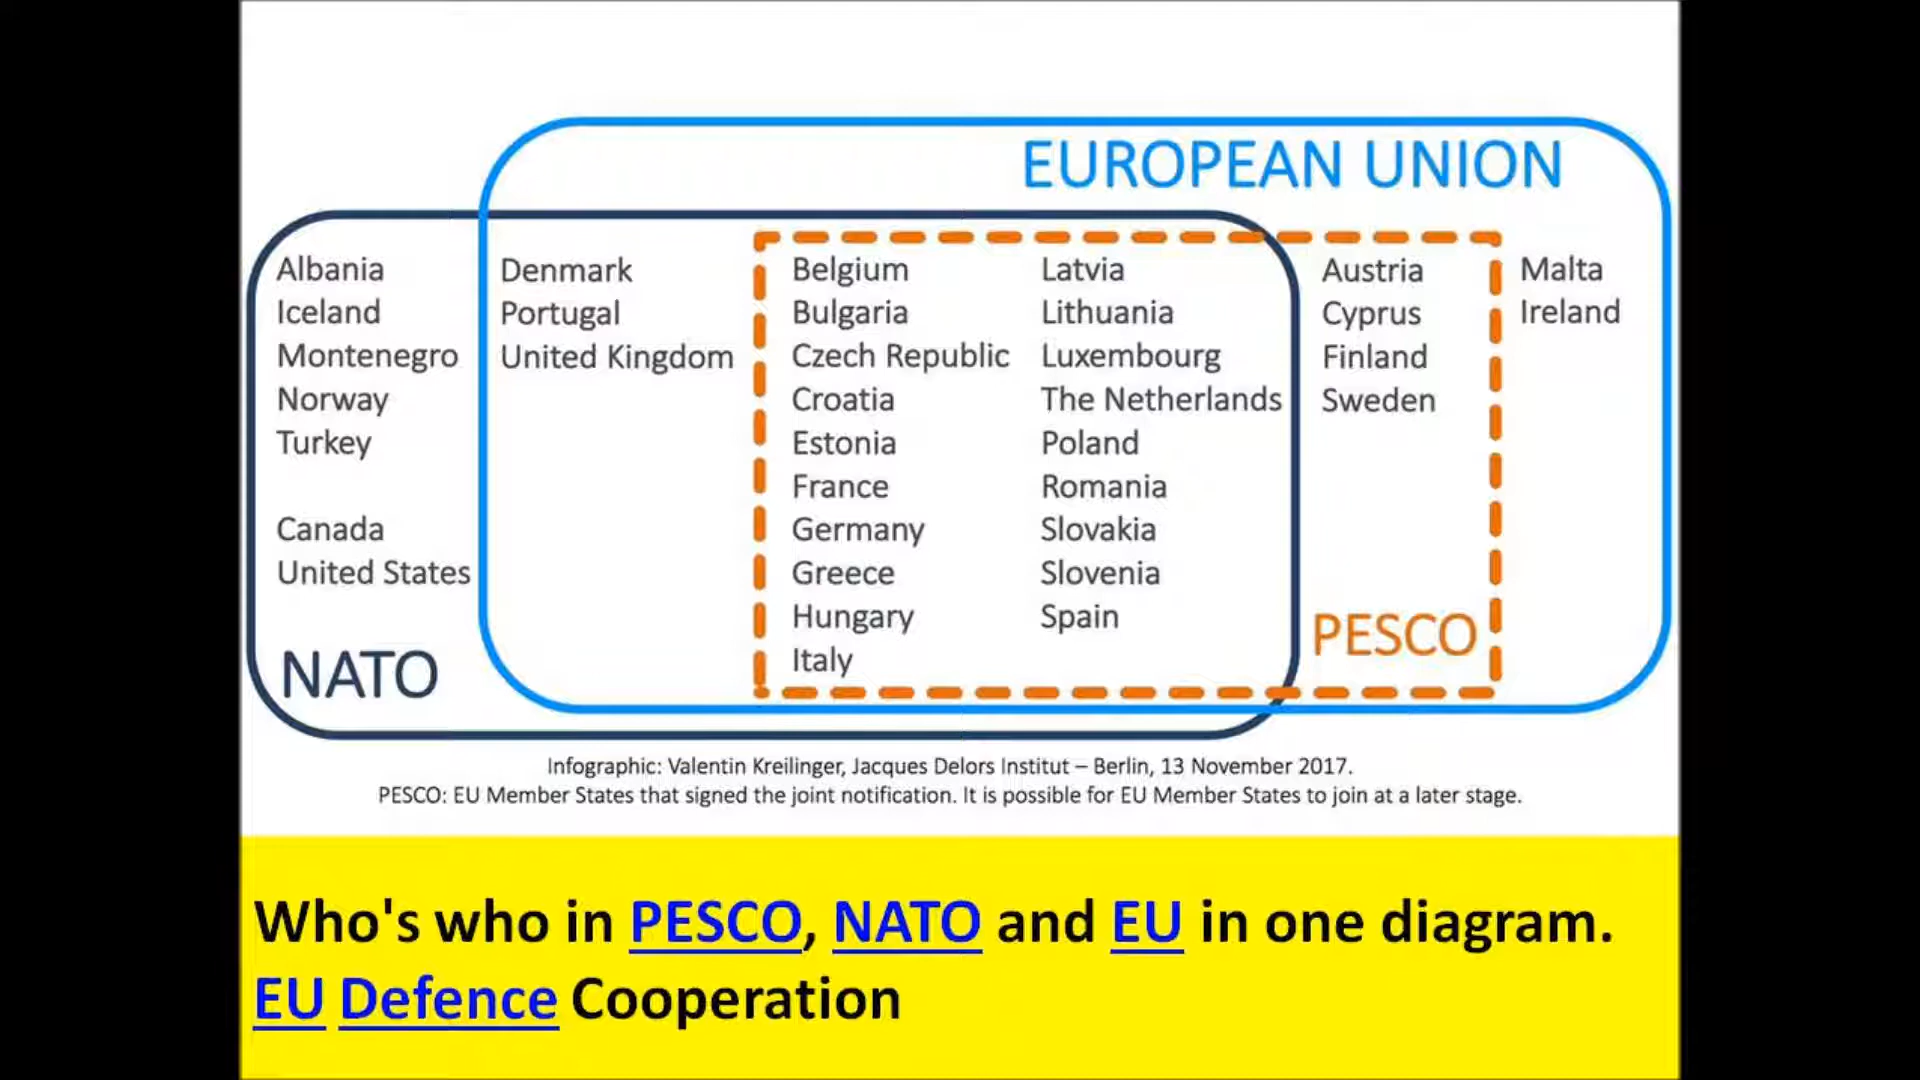 EUROPEAN UNION
Albania
Iceland
Montenegro
Norway
Turkey
Canada
United States
NATO
Denmark
Portugal
United Kingdom
Belgium
Bulgaria
Czech Republic
Croatia
Estonia
France
Germany
Greece
Hungary
Italy
Latvia
Lithuania
Luxembourg
The Netherlands
Poland
Romania
Slovakia
Slovenia
Spain
Austria
Cyprus
Finland
Sweden
PESCO
Malta
Ireland
Infographic: Valentin Kreilinger, Jacques Delors Institut – Berlin, 13 November 2017.
PESCO: EU Member States that signed the joint notification. It is possible for EU Member States to join at a later stage.
Who's who in PESCO, NATO and EU in one diagram.
EU Defence Cooperation